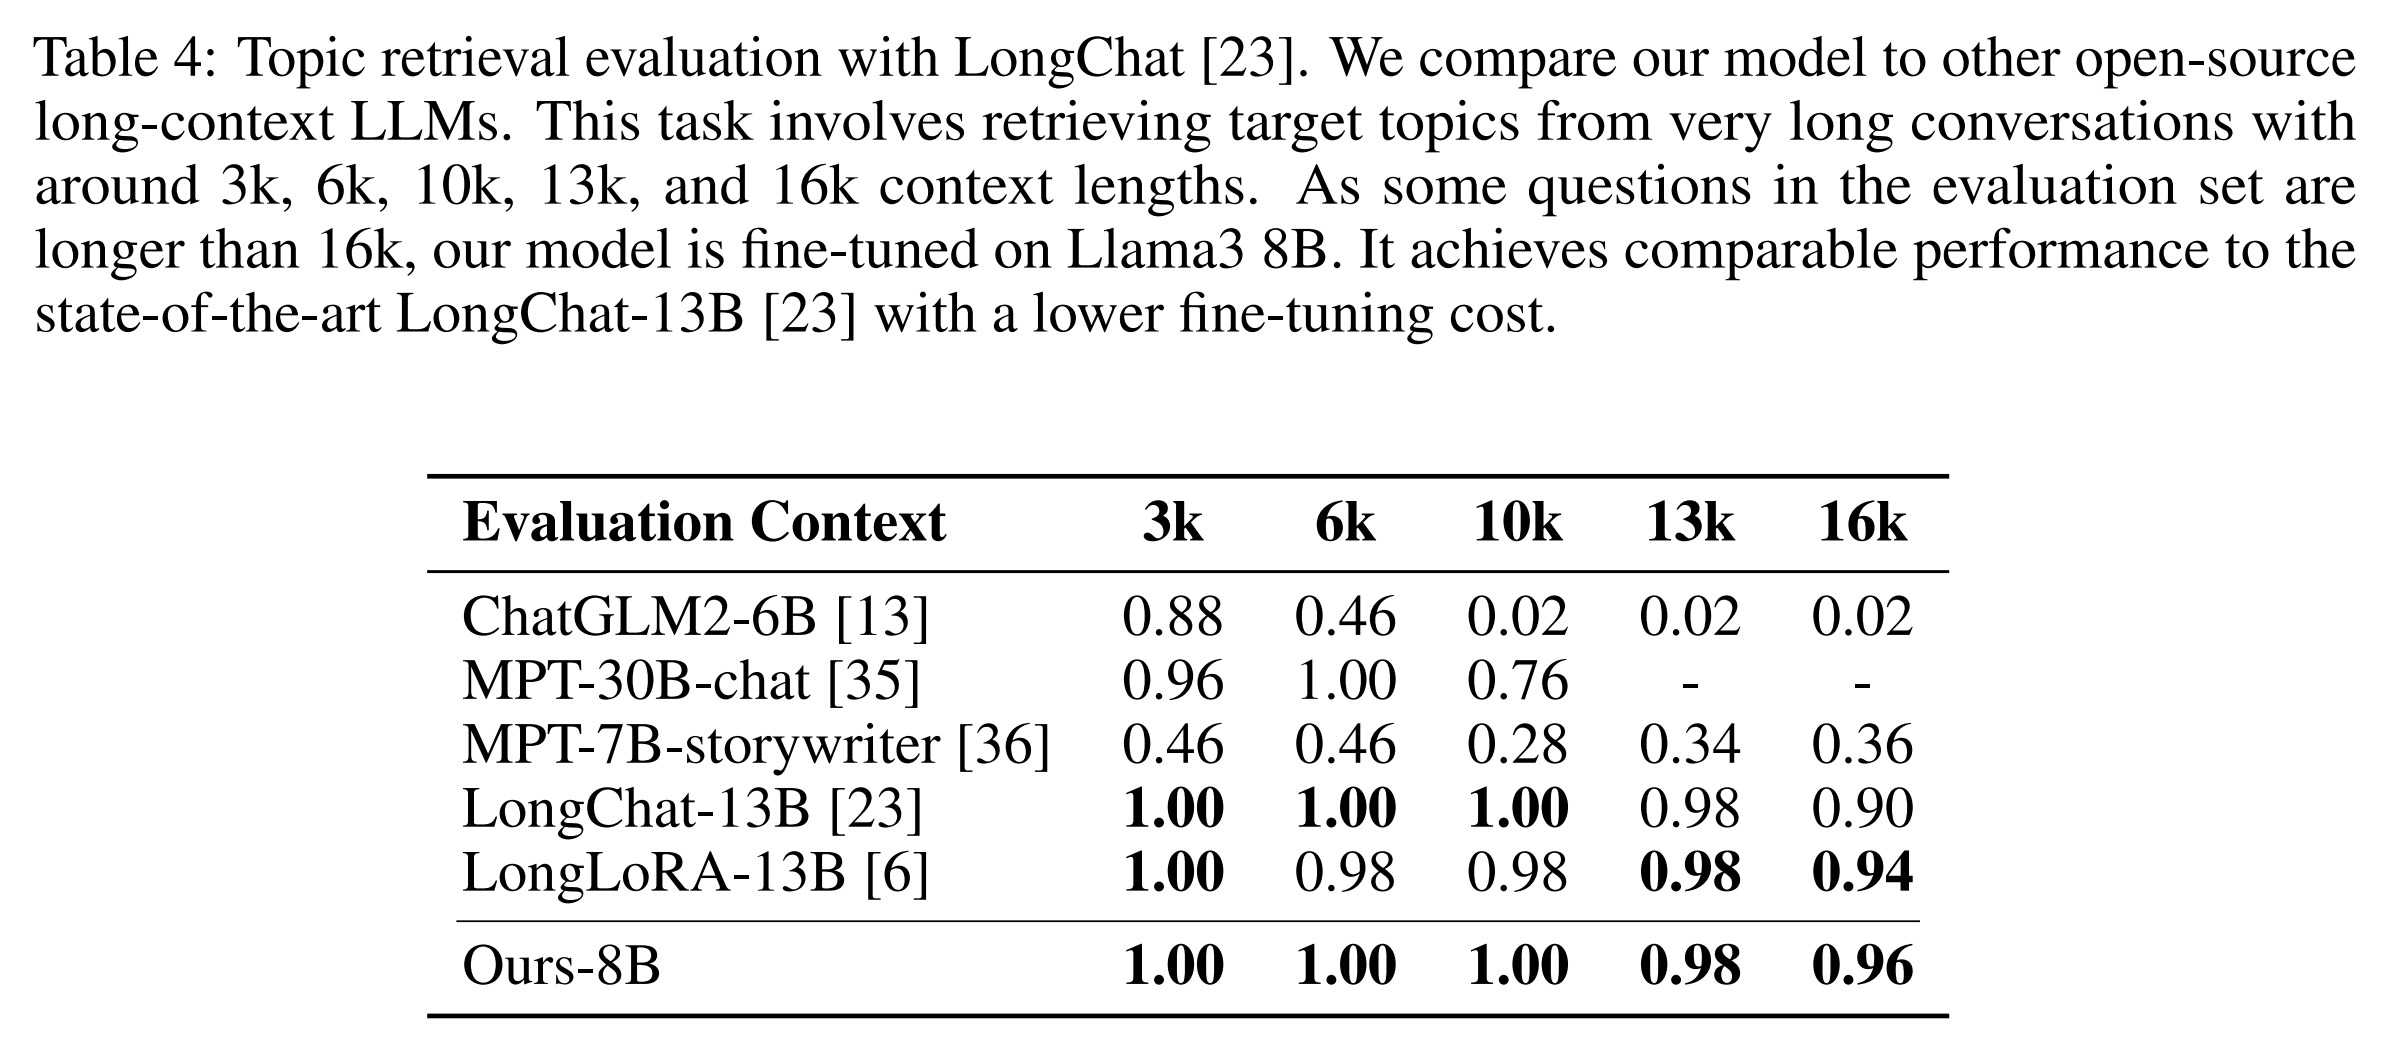 Table 4: Topic retrieval evaluation with LongChat [23]. We compare our model to other open-source
long-context LLMs. This task involves retrieving target topics from very long conversations with
around 3k, 6k, 10k, 13k, and 16k context lengths. As some questions in the evaluation set are
longer than 16k, our model is fine-tuned on Llama3 8B. It achieves comparable performance to the
state-of-the-art LongChat-13B [23] with a lower fine-tuning cost.
Evaluation Context 3k 6k 10k 13k 16k
ChatGLM2-6B [13] 0.88 0.46 0.02 0.02 0.02
MPT-30B-chat [35] 0.96 1.00 0.76 - -
MPT-7B-storywriter [36] 0.46 0.46 0.28 0.34 0.36
LongChat-13B [23] 1.00 1.00 1.00 0.98 0.90
LongLoRA-13B [6] 1.00 0.98 0.98 0.98 0.94
Ours-8B 1.00 1.00 1.00 0.98 0.96